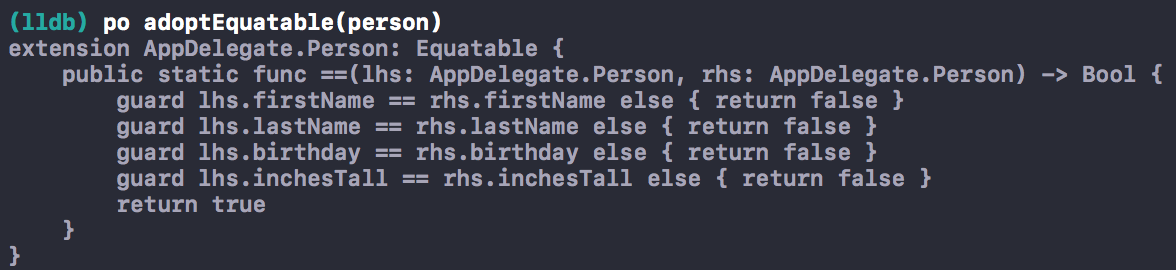 (lldb) po adoptEquatable(person)
extension AppDelegate.Person: Equatable {
    public static func ==(lhs: AppDelegate.Person, rhs: AppDelegate.Person) -> Bool {
        guard lhs.firstName == rhs.firstName else { return false }
        guard lhs.lastName == rhs.lastName else { return false }
        guard lhs.birthday == rhs.birthday else { return false }
        guard lhs.inchesTall == rhs.inchesTall else { return false }
        return true
    }
}